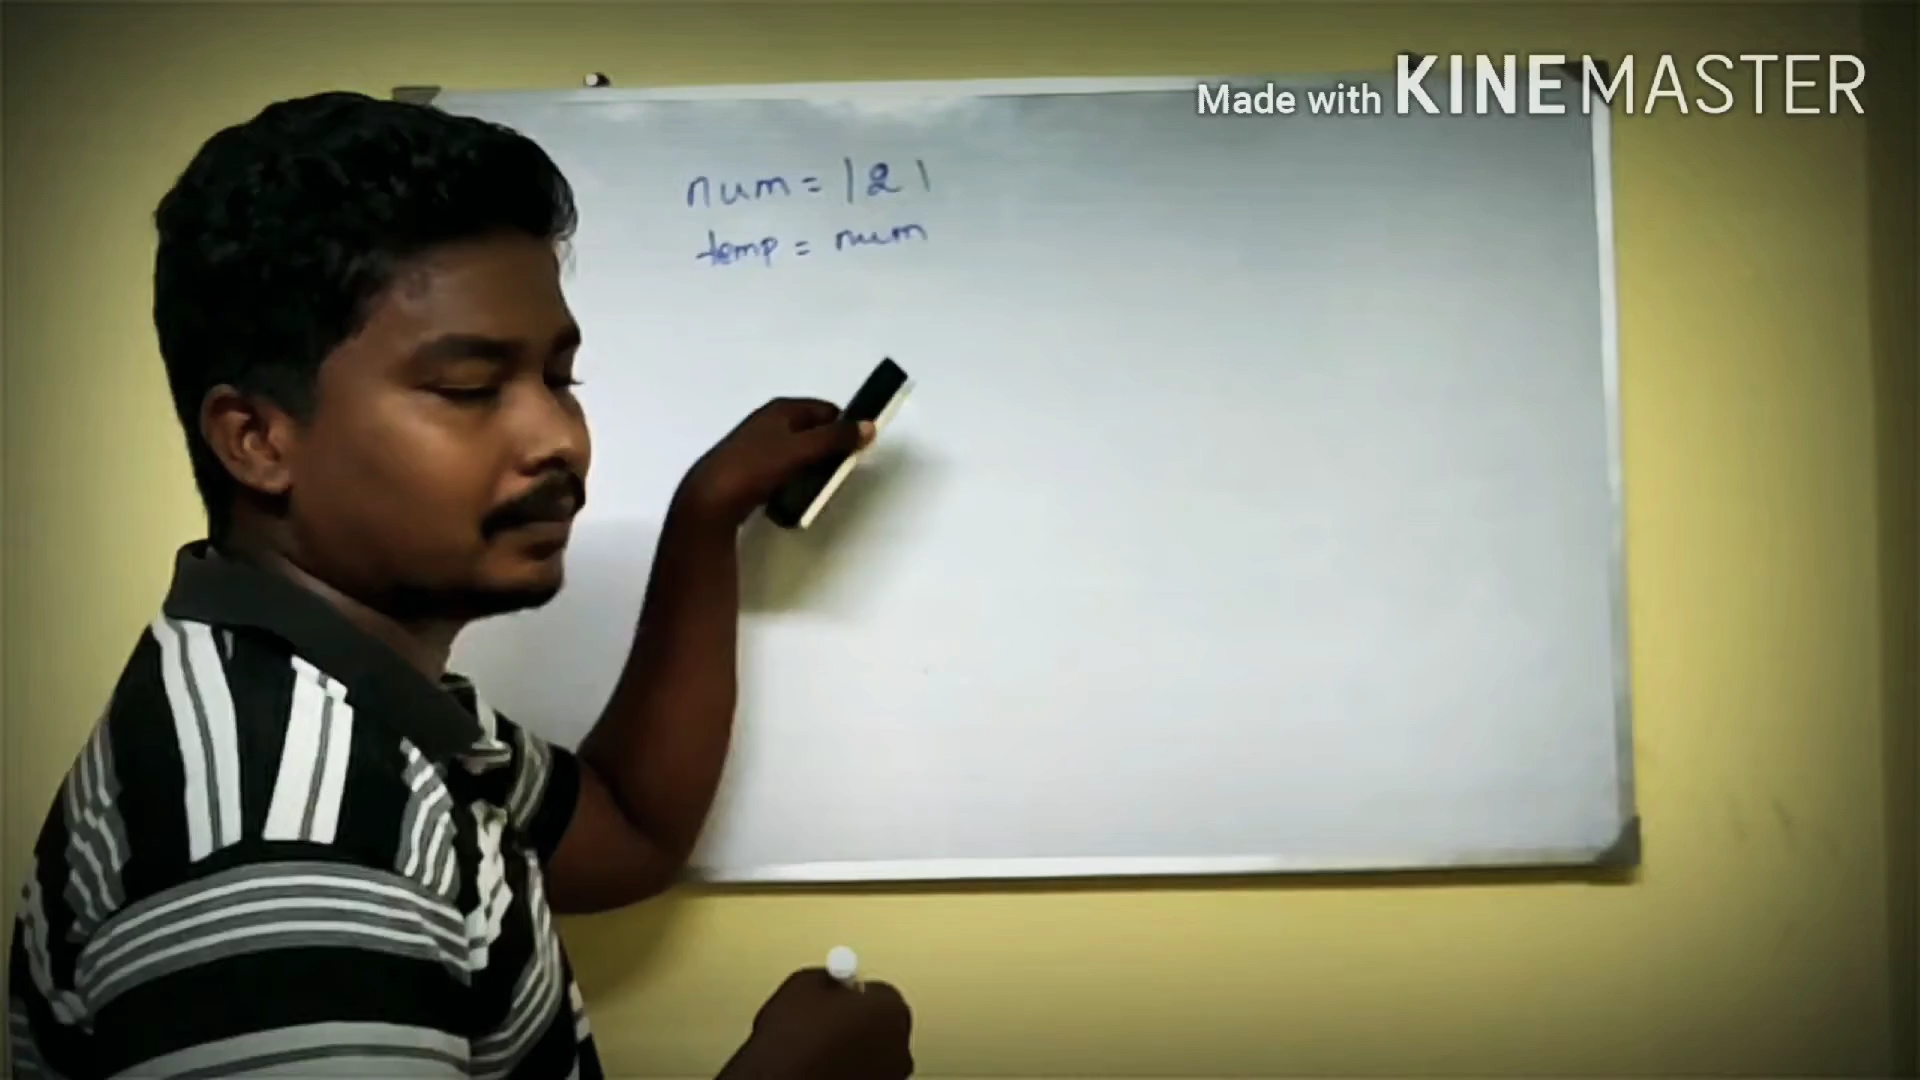 Made with KINEMASTER
num = 121
temp = num